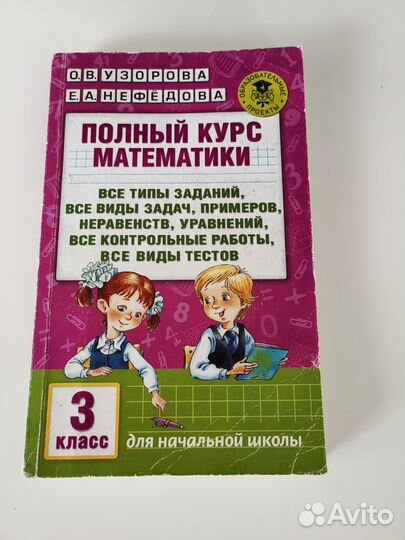 О.В. УЗОРОВА
Е.А. НЕФЁДОВА
ОБРАЗОВАТЕЛЬНЫЕ
ПРОЕКТЫ
ПОЛНЫЙ КУРС
МАТЕМАТИКИ
ВСЕ ТИПЫ ЗАДАНИЙ,
ВСЕ ВИДЫ ЗАДАЧ, ПРИМЕРОВ,
НЕРАВЕНСТВ, УРАВНЕНИЙ,
ВСЕ КОНТРОЛЬНЫЕ РАБОТЫ,
ВСЕ ВИДЫ ТЕСТОВ
3
КЛАСС
для начальной школы
Avito